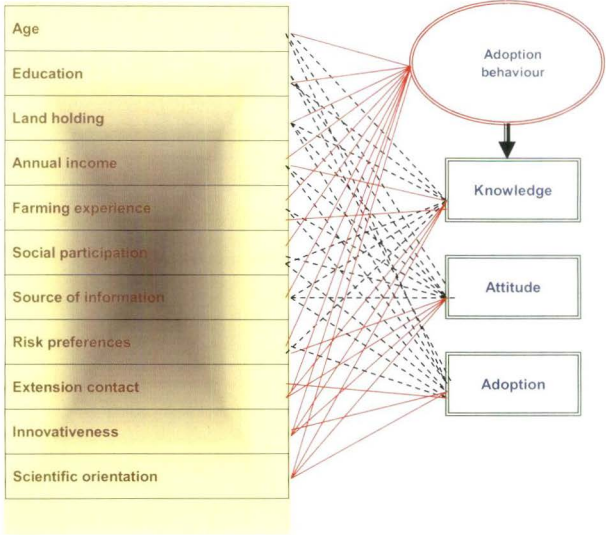 Age
Education
Land holding
Annual income
Farming experience
Social participation
Source of information
Risk preferences
Extension contact
Innovativeness
Scientific orientation
Adoption
behaviour
Knowledge
Attitude
Adoption